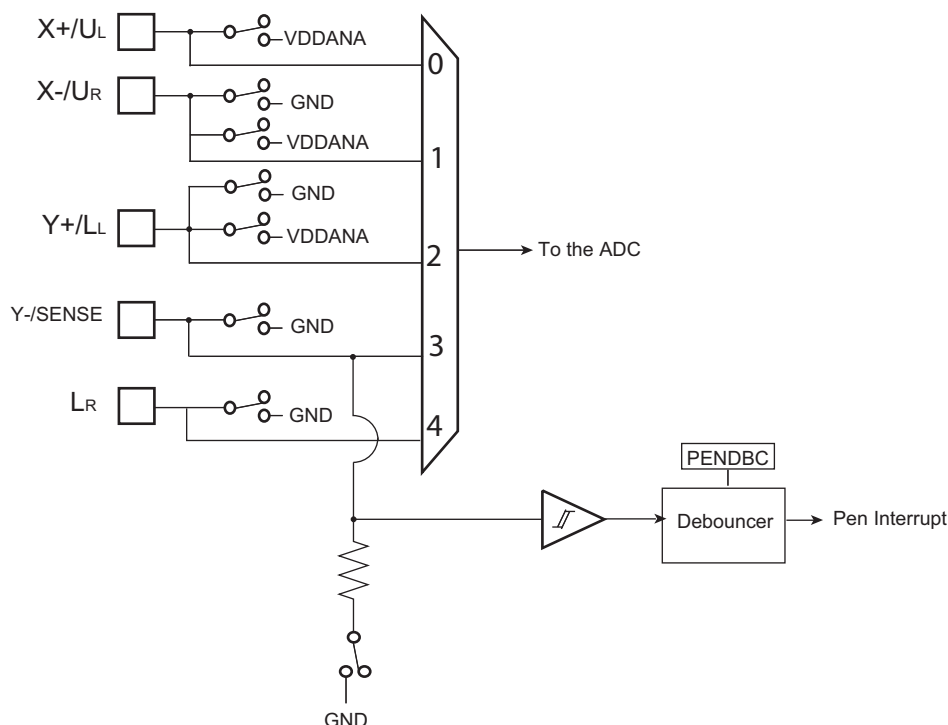 X+/UL
VDDANA
0
X-/UR
GND
VDDANA
1
GND
Y+/LL
VDDANA
2
To the ADC
Y-/SENSE
GND
3
LR
GND
4
PENDBC
Debouncer
Pen Interrupt
GND